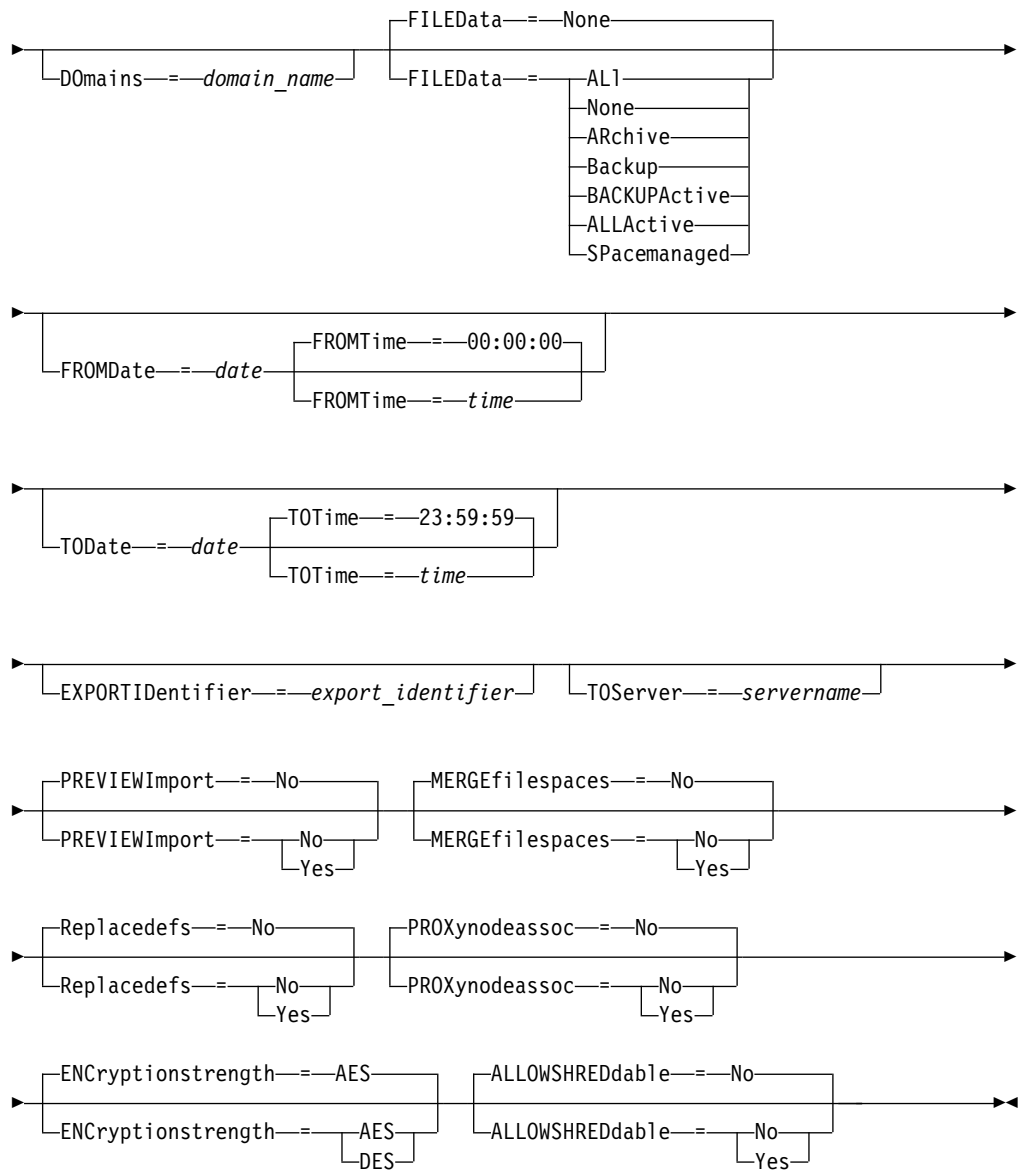 FILEData = None
DOmains = domain_name FILEData = ALl
None
ARchive
Backup
BACKUPActive
ALLActive
SPacemanaged
FROMTime = 00:00:00
FROMDate = date
FROMTime = time
TOTime = 23:59:59
TODate = date
TOTime = time
EXPORTIDentifier = export_identifier TOServer = servername
PREVIEWImport = No MERGEfilespaces = No
PREVIEWImport = No MERGEfilespaces = No
Yes Yes
Replacedefs = No PROXynodeassoc = No
Replacedefs = No PROXynodeassoc = No
Yes Yes
ENCryptionstrength = AES ALLOWSHREDdable = No
ENCryptionstrength = AES ALLOWSHREDdable = No
DES Yes